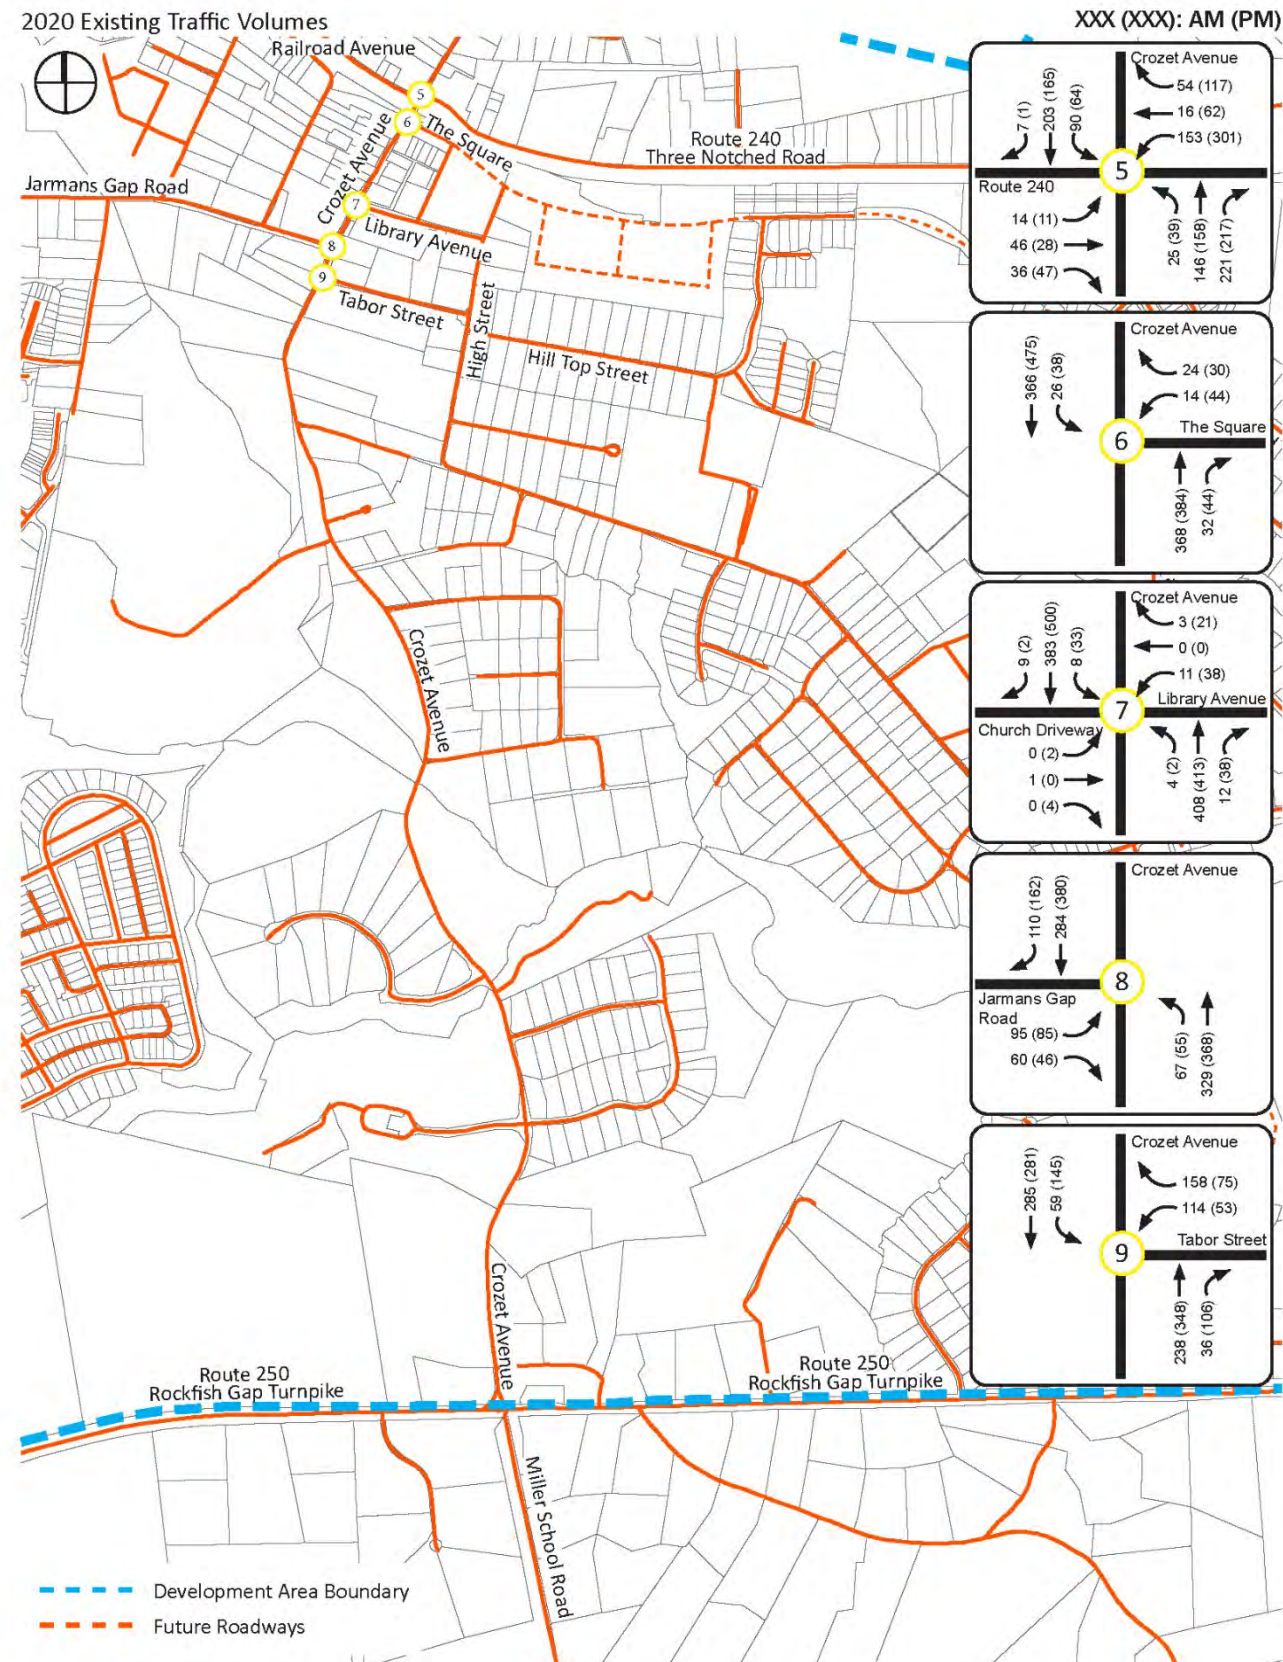 2020 Existing Traffic Volumes
XXX (XXX): AM (PM)
Railroad Avenue
5
6
The Square
Crozet Avenue
Route 240
Three Notched Road
Jarmans Gap Road
7
Library Avenue
8
9
Tabor Street
High Street
Hill Top Street
Crozet Avenue
Crozet Avenue
Route 250
Rockfish Gap Turnpike
Route 250
Rockfish Gap Turnpike
Miller School Road
Development Area Boundary
Future Roadways
Crozet Avenue
7 (1)
203 (165)
90 (64)
54 (117)
16 (62)
153 (301)
5
Route 240
14 (11)
46 (28)
36 (47)
25 (39)
146 (158)
221 (217)
Crozet Avenue
366 (475)
26 (38)
24 (30)
14 (44)
The Square
6
368 (384)
32 (44)
Crozet Avenue
9 (2)
383 (500)
8 (33)
3 (21)
0 (0)
11 (38)
Library Avenue
7
Church Driveway
0 (2)
1 (0)
0 (4)
4 (2)
408 (413)
12 (38)
Crozet Avenue
110 (162)
284 (380)
8
Jarmans Gap
Road
95 (85)
60 (46)
67 (55)
329 (368)
Crozet Avenue
285 (281)
59 (145)
158 (75)
114 (53)
Tabor Street
9
238 (348)
36 (106)